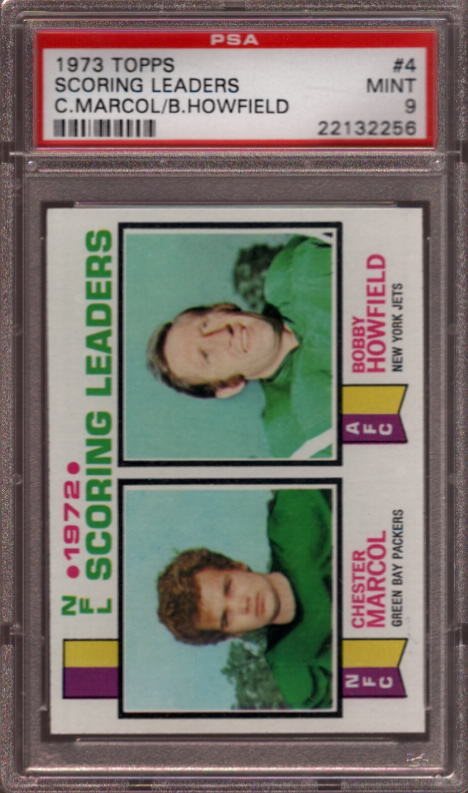 PSA
1973 TOPPS #4
SCORING LEADERS MINT
C.MARCOL/B.HOWFIELD 9
22132256
•1972•
NFL SCORING LEADERS
CHESTER
MARCOL
GREEN BAY PACKERS
NFC
BOBBY
HOWFIELD
NEW YORK JETS
AFC